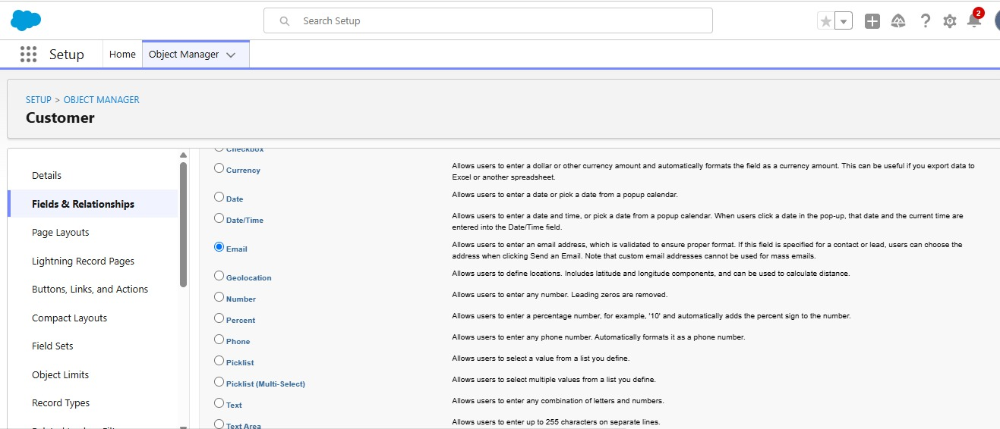 Search Setup
2
Setup
Home
Object Manager
SETUP > OBJECT MANAGER
Customer
Details
Fields & Relationships
Page Layouts
Lightning Record Pages
Buttons, Links, and Actions
Compact Layouts
Field Sets
Object Limits
Record Types
Checkbox
Currency
Allows users to enter a dollar or other currency amount and automatically formats the field as a currency amount. This can be useful if you export data to
Excel or another spreadsheet.
Date
Allows users to enter a date or pick a date from a popup calendar.
Date/Time
Allows users to enter a date and time, or pick a date from a popup calendar. When users click a date in the pop-up, that date and the current time are
entered into the Date/Time field.
Email
Allows users to enter an email address, which is validated to ensure proper format. If this field is specified for a contact or lead, users can choose the
address when clicking Send an Email. Note that custom email addresses cannot be used for mass emails.
Geolocation
Allows users to define locations. Includes latitude and longitude components, and can be used to calculate distance.
Number
Allows users to enter any number. Leading zeros are removed.
Percent
Allows users to enter a percentage number, for example, '10' and automatically adds the percent sign to the number.
Phone
Allows users to enter any phone number. Automatically formats it as a phone number.
Picklist
Allows users to select a value from a list you define.
Picklist (Multi-Select)
Allows users to select multiple values from a list you define.
Text
Allows users to enter any combination of letters and numbers.
Text Area
Allows users to enter up to 255 characters on separate lines.